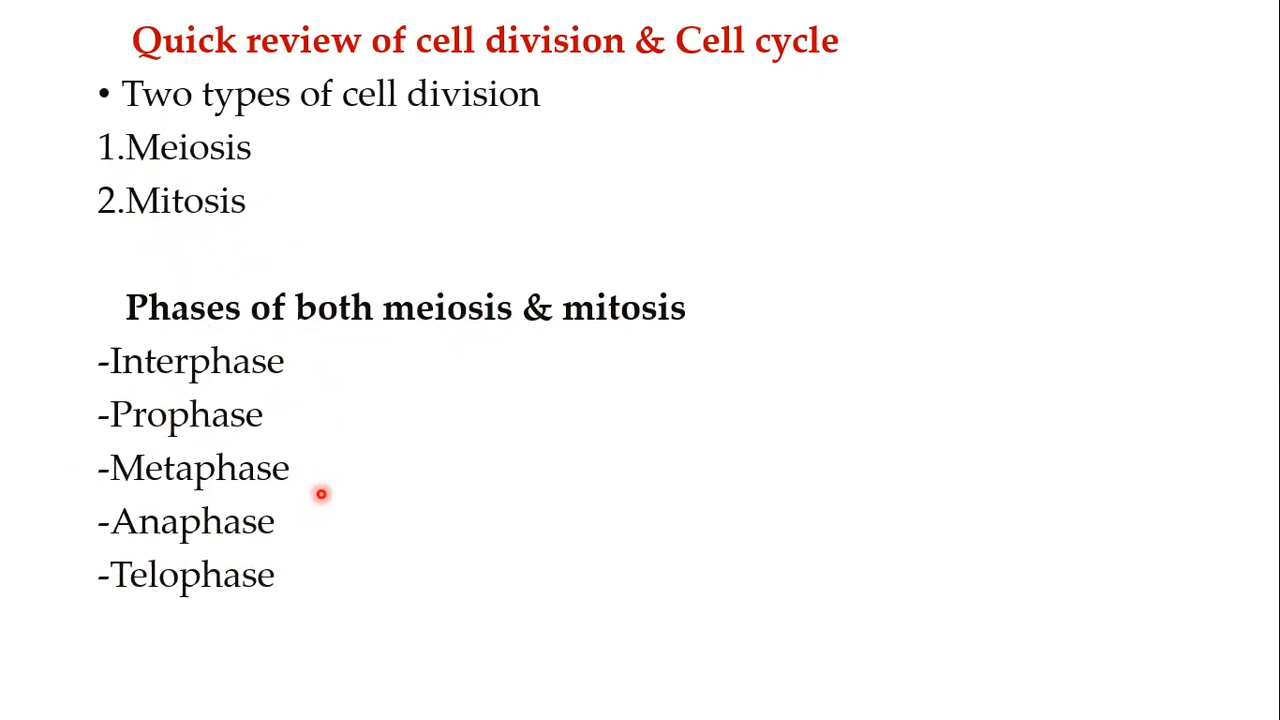 Quick review of cell division & Cell cycle
• Two types of cell division
1.Meiosis
2.Mitosis
Phases of both meiosis & mitosis
-Interphase
-Prophase
-Metaphase
-Anaphase
-Telophase